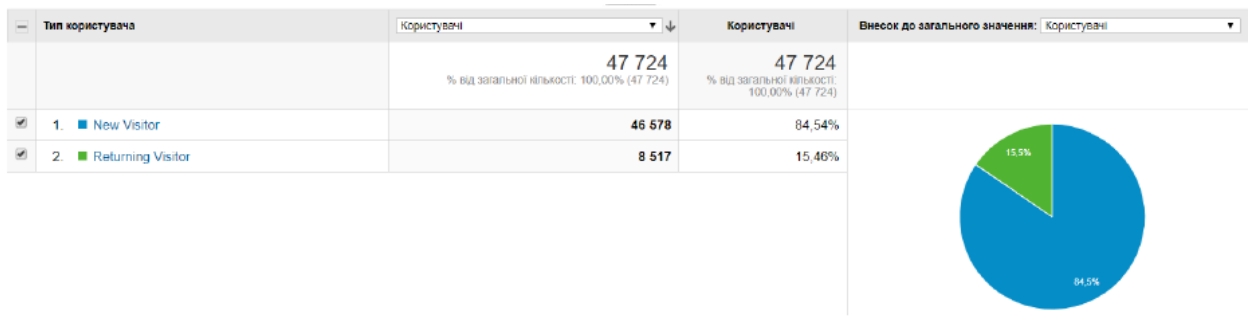 Тип користувача
Користувачі
Користувачі
Внесок до загального значення: Користувачі
47 724
% від загальної кількості: 100,00% (47 724)
47 724
% від загальної кількості:
100,00% (47 724)
1. New Visitor 46 578 84,54%
2. Returning Visitor 8 517 15,46%
15,5%
84,5%